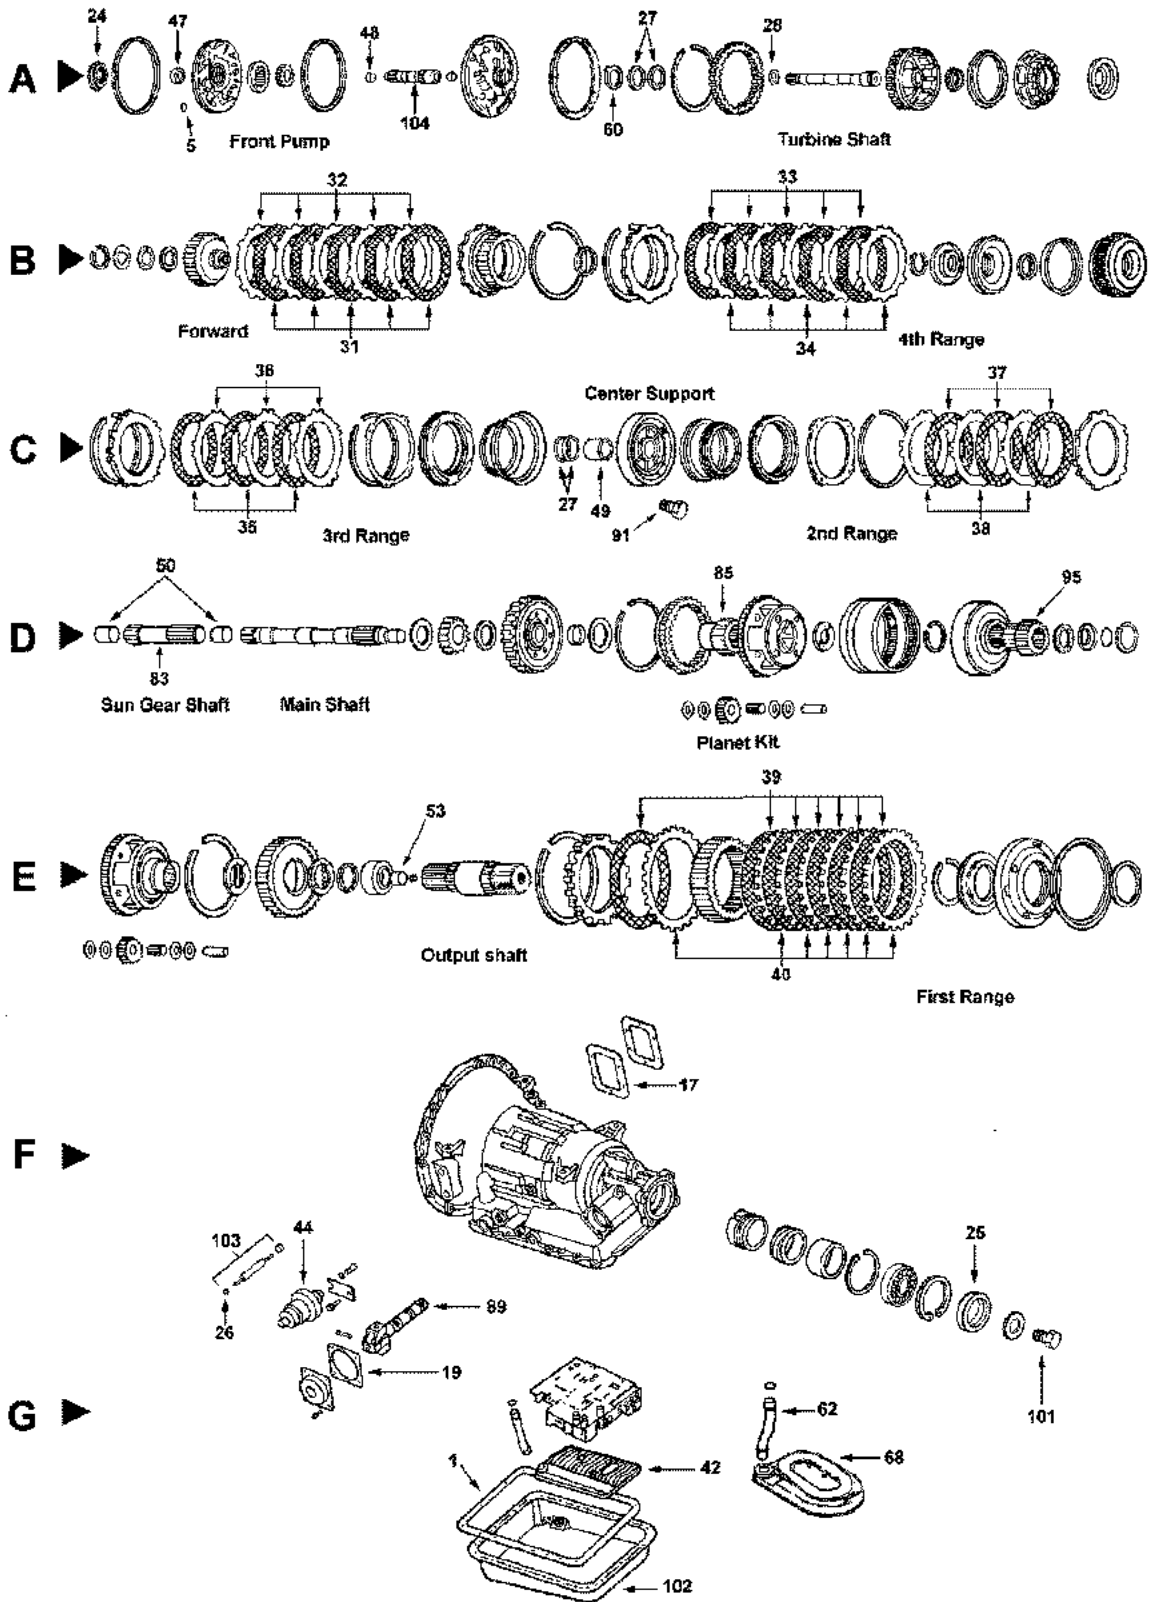 24 47 48 27 28
A
5 Front Pump 104 60 Turbine Shaft
32 33
B
Forward 31 34 4th Range
36 Center Support 37
C
35 3rd Range 27 49 91 2nd Range 38
50 85 95
D
83
Sun Gear Shaft Main Shaft
Planet Kit
39
53
E
Output shaft 40
First Range
17
F
103 44 25
26 89
19
G
101
62
1 42 68
102